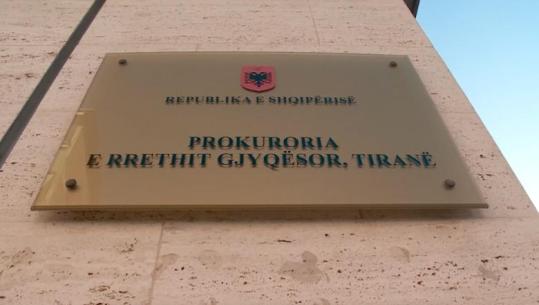 REPUBLIKA E SHQIPËRISË
PROKURORIA
E RRETHIT GJYQËSOR, TIRANË